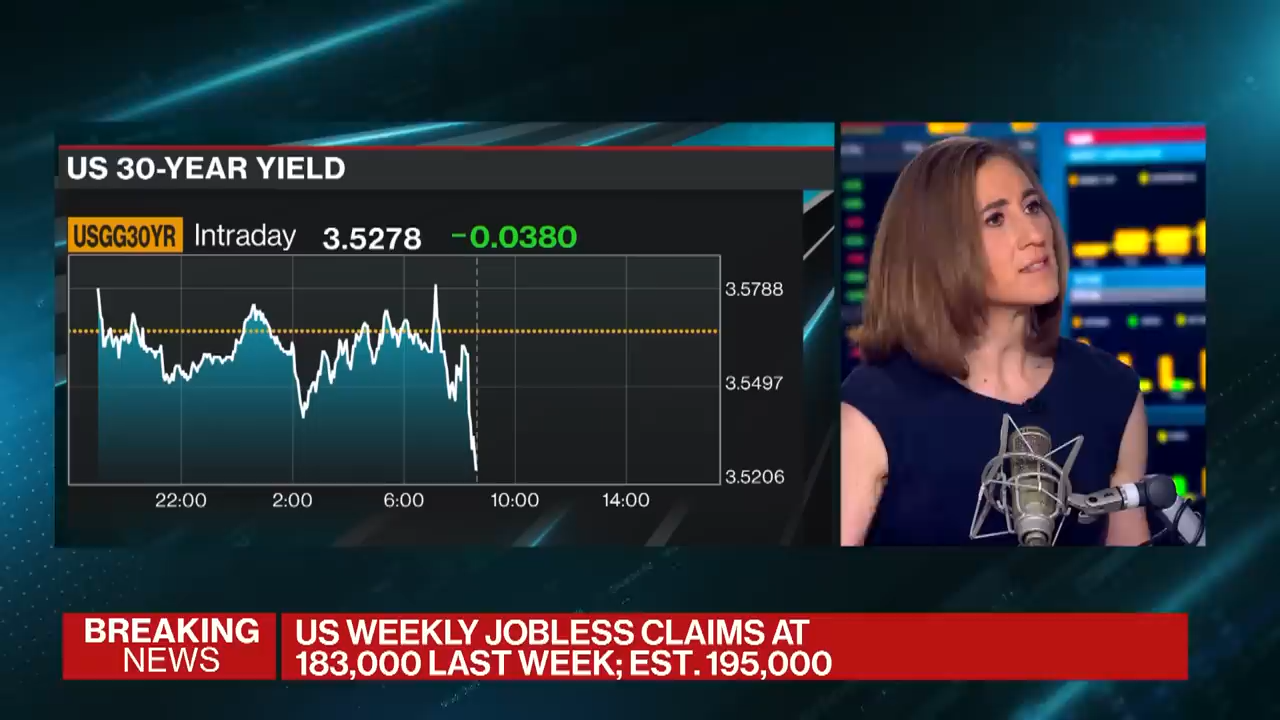 US 30-YEAR YIELD
USGG30YR Intraday 3.5278 -0.0380
3.5788
3.5497
3.5206
22:00 2:00 6:00 10:00 14:00
BREAKING
NEWS
US WEEKLY JOBLESS CLAIMS AT
183,000 LAST WEEK; EST. 195,000